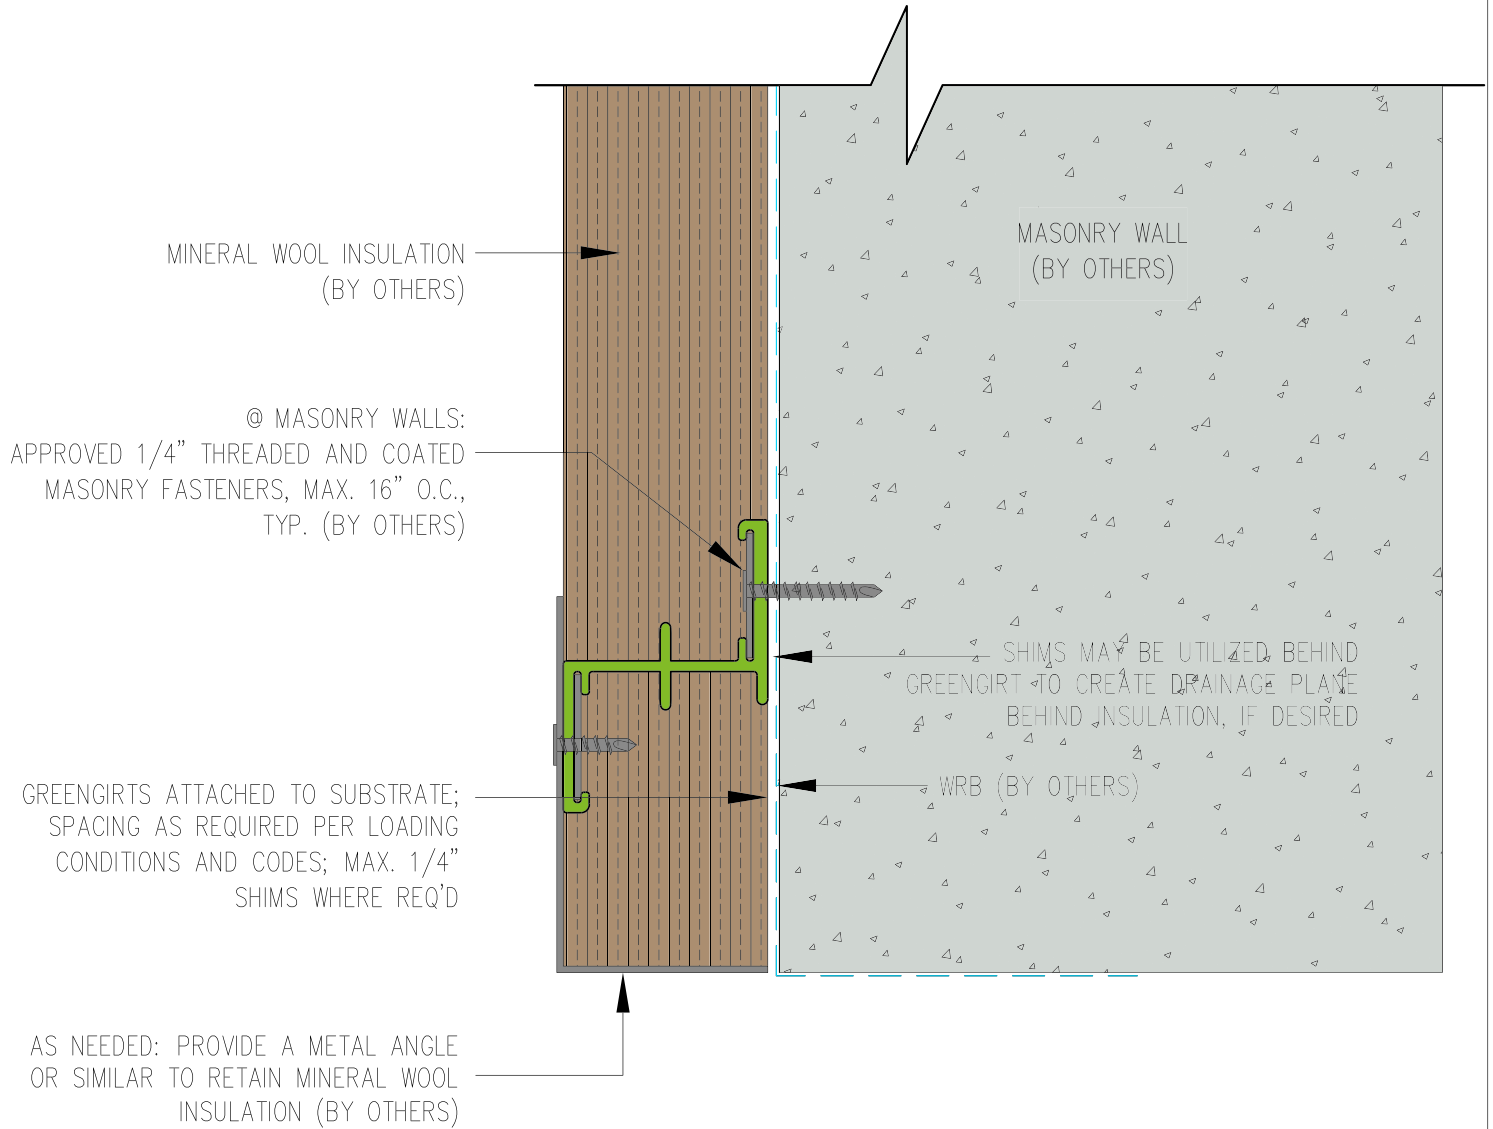 MASONRY WALL
(BY OTHERS)
MINERAL WOOL INSULATION
(BY OTHERS)
@ MASONRY WALLS:
APPROVED 1/4” THREADED AND COATED
MASONRY FASTENERS, MAX. 16” O.C.,
TYP. (BY OTHERS)
SHIMS MAY BE UTILIZED BEHIND
GREENGIRT TO CREATE DRAINAGE PLANE
BEHIND INSULATION, IF DESIRED
WRB (BY OTHERS)
GREENGIRTS ATTACHED TO SUBSTRATE;
SPACING AS REQUIRED PER LOADING
CONDITIONS AND CODES; MAX. 1/4”
SHIMS WHERE REQ’D
AS NEEDED: PROVIDE A METAL ANGLE
OR SIMILAR TO RETAIN MINERAL WOOL
INSULATION (BY OTHERS)